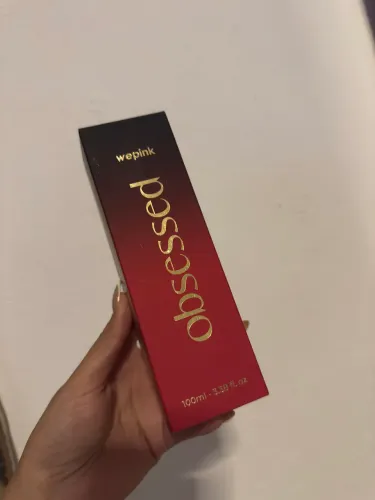 wepink
obsessed
100ml - 3.38 fl. oz